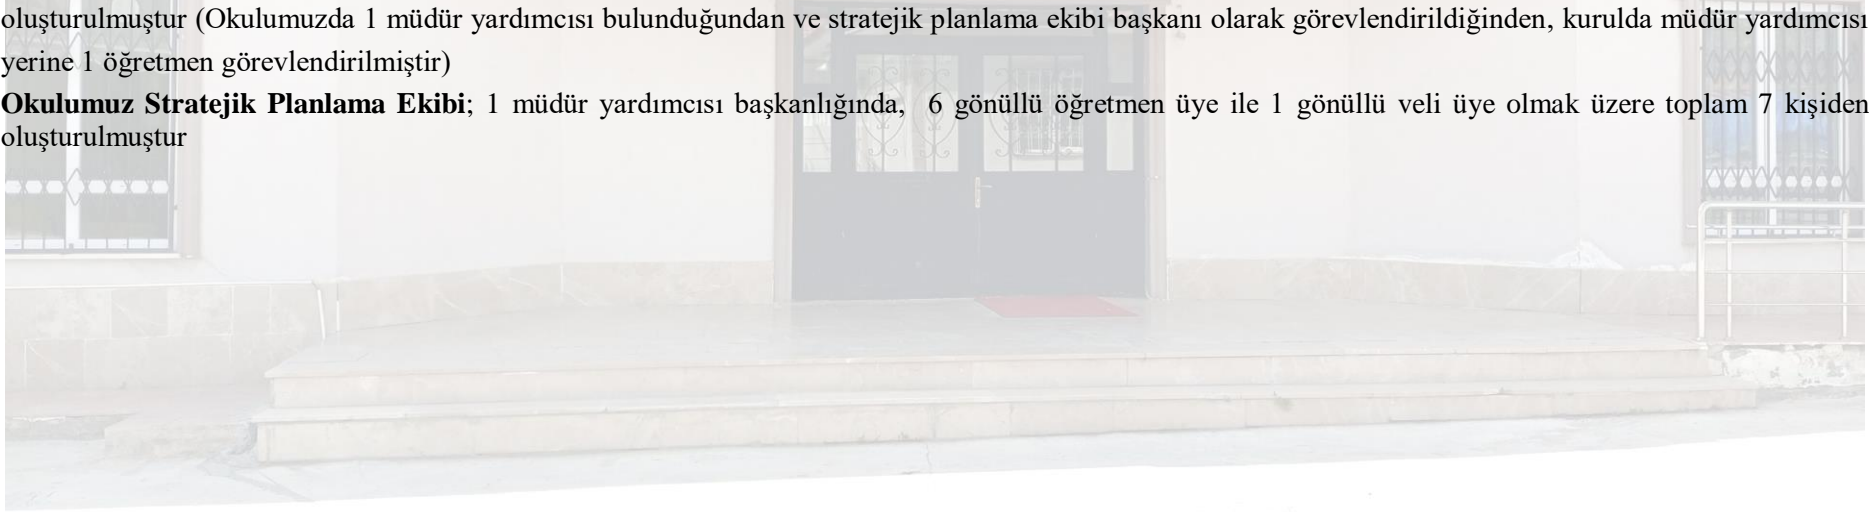 oluşturulmuştur (Okulumuzda 1 müdür yardımcısı bulunduğundan ve stratejik planlama ekibi başkanı olarak görevlendirildiğinden, kurulda müdür yardımcısı
yerine 1 öğretmen görevlendirilmiştir)
Okulumuz Stratejik Planlama Ekibi; 1 müdür yardımcısı başkanlığında, 6 gönüllü öğretmen üye ile 1 gönüllü veli üye olmak üzere toplam 7 kişiden
oluşturulmuştur